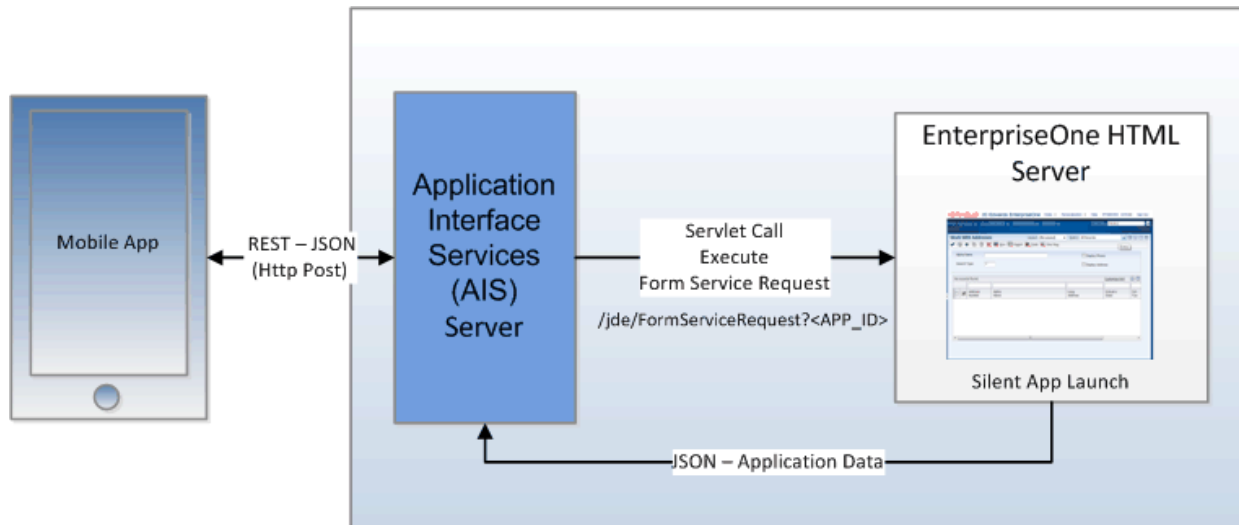 Mobile App
REST – JSON
(Http Post)
Application
Interface
Services
(AIS)
Server
Servlet Call
Execute
Form Service Request
/jde/FormServiceRequest?<APP_ID>
EnterpriseOne HTML
Server
Silent App Launch
JSON – Application Data